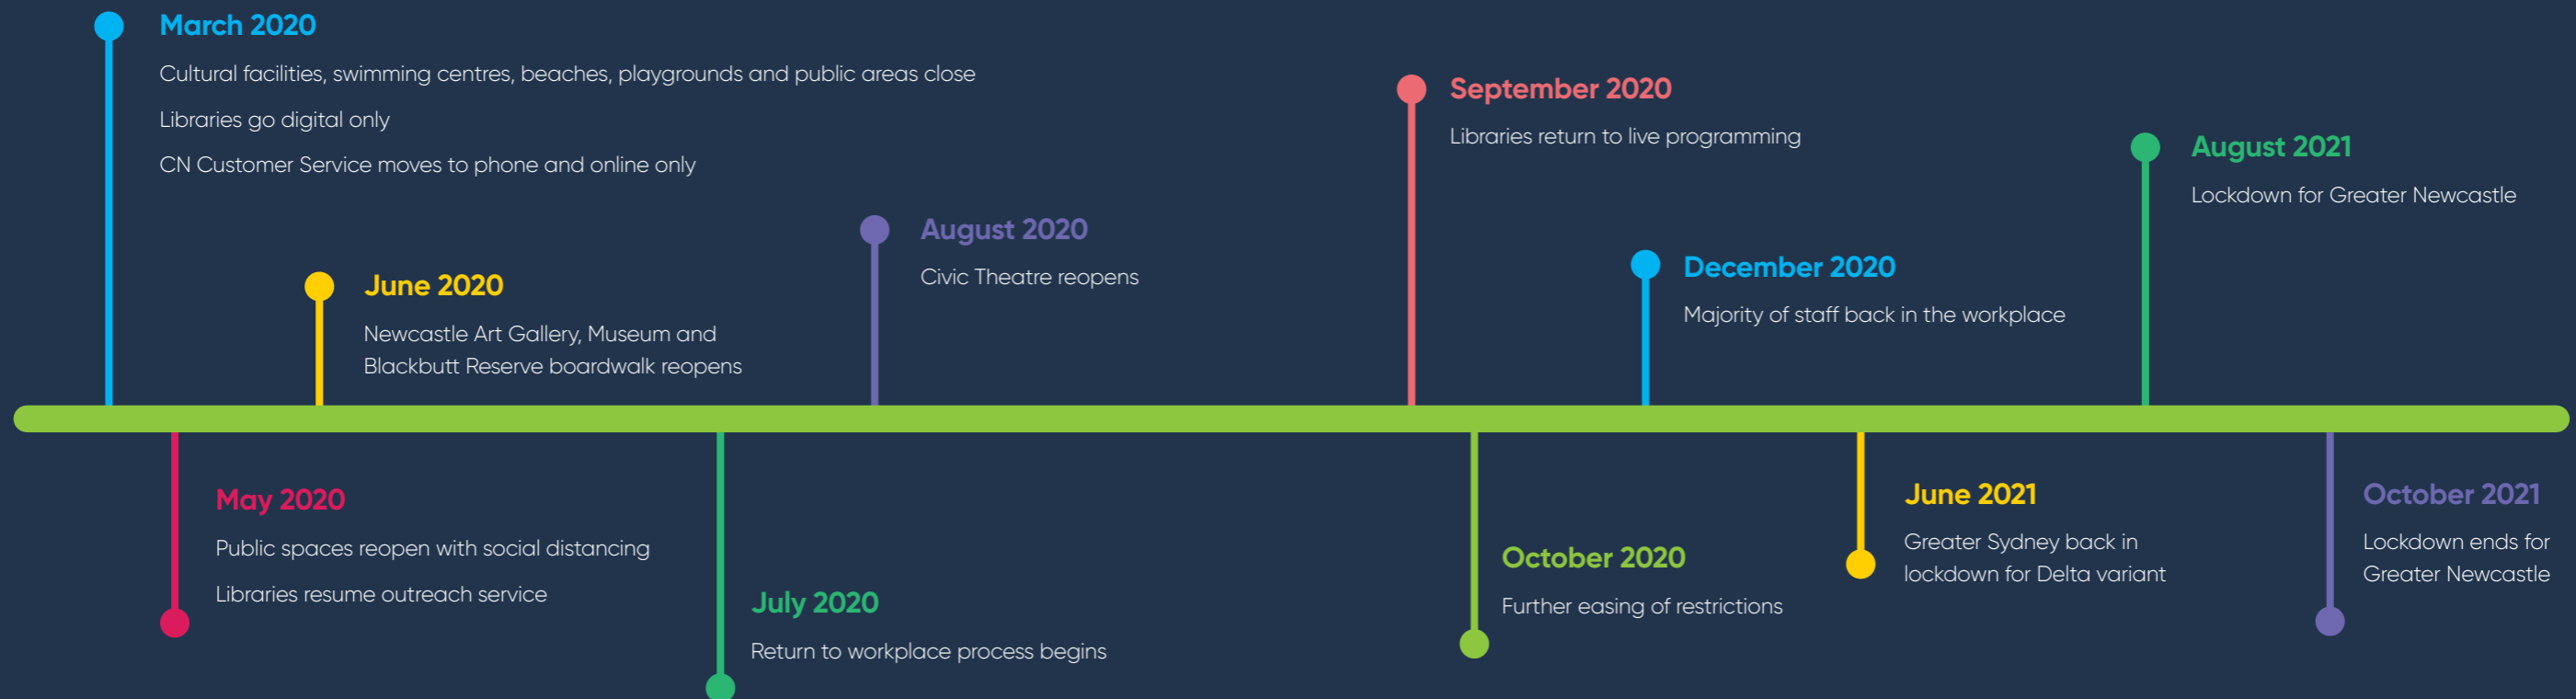 March 2020
Cultural facilities, swimming centres, beaches, playgrounds and public areas close
Libraries go digital only
CN Customer Service moves to phone and online only
May 2020
Public spaces reopen with social distancing
Libraries resume outreach service
June 2020
Newcastle Art Gallery, Museum and
Blackbutt Reserve boardwalk reopens
July 2020
Return to workplace process begins
August 2020
Civic Theatre reopens
September 2020
Libraries return to live programming
October 2020
Further easing of restrictions
December 2020
Majority of staff back in the workplace
June 2021
Greater Sydney back in
lockdown for Delta variant
August 2021
Lockdown for Greater Newcastle
October 2021
Lockdown ends for
Greater Newcastle